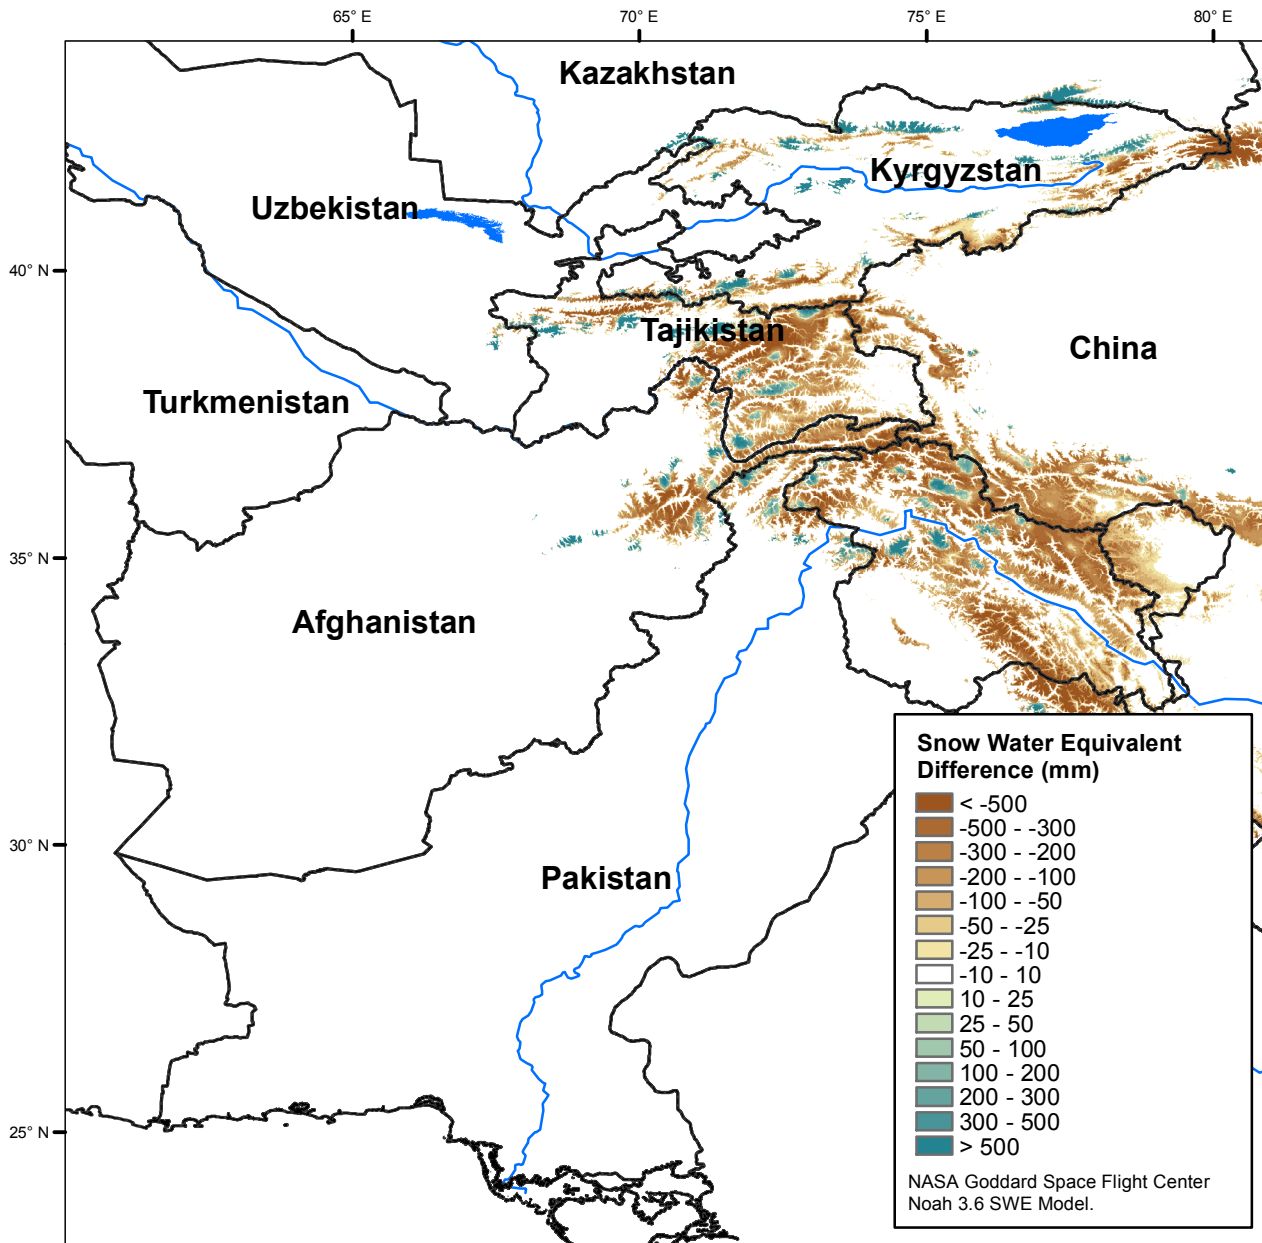 65° E
70° E
75° E
80° E
Kazakhstan
Kyrgyzstan
Uzbekistan
40° N
Tajikistan
China
Turkmenistan
35° N
Afghanistan
30° N
Pakistan
25° N
Snow Water Equivalent
Difference (mm)
< -500
-500 - -300
-300 - -200
-200 - -100
-100 - -50
-50 - -25
-25 - -10
-10 - 10
10 - 25
25 - 50
50 - 100
100 - 200
200 - 300
300 - 500
> 500
NASA Goddard Space Flight Center
Noah 3.6 SWE Model.